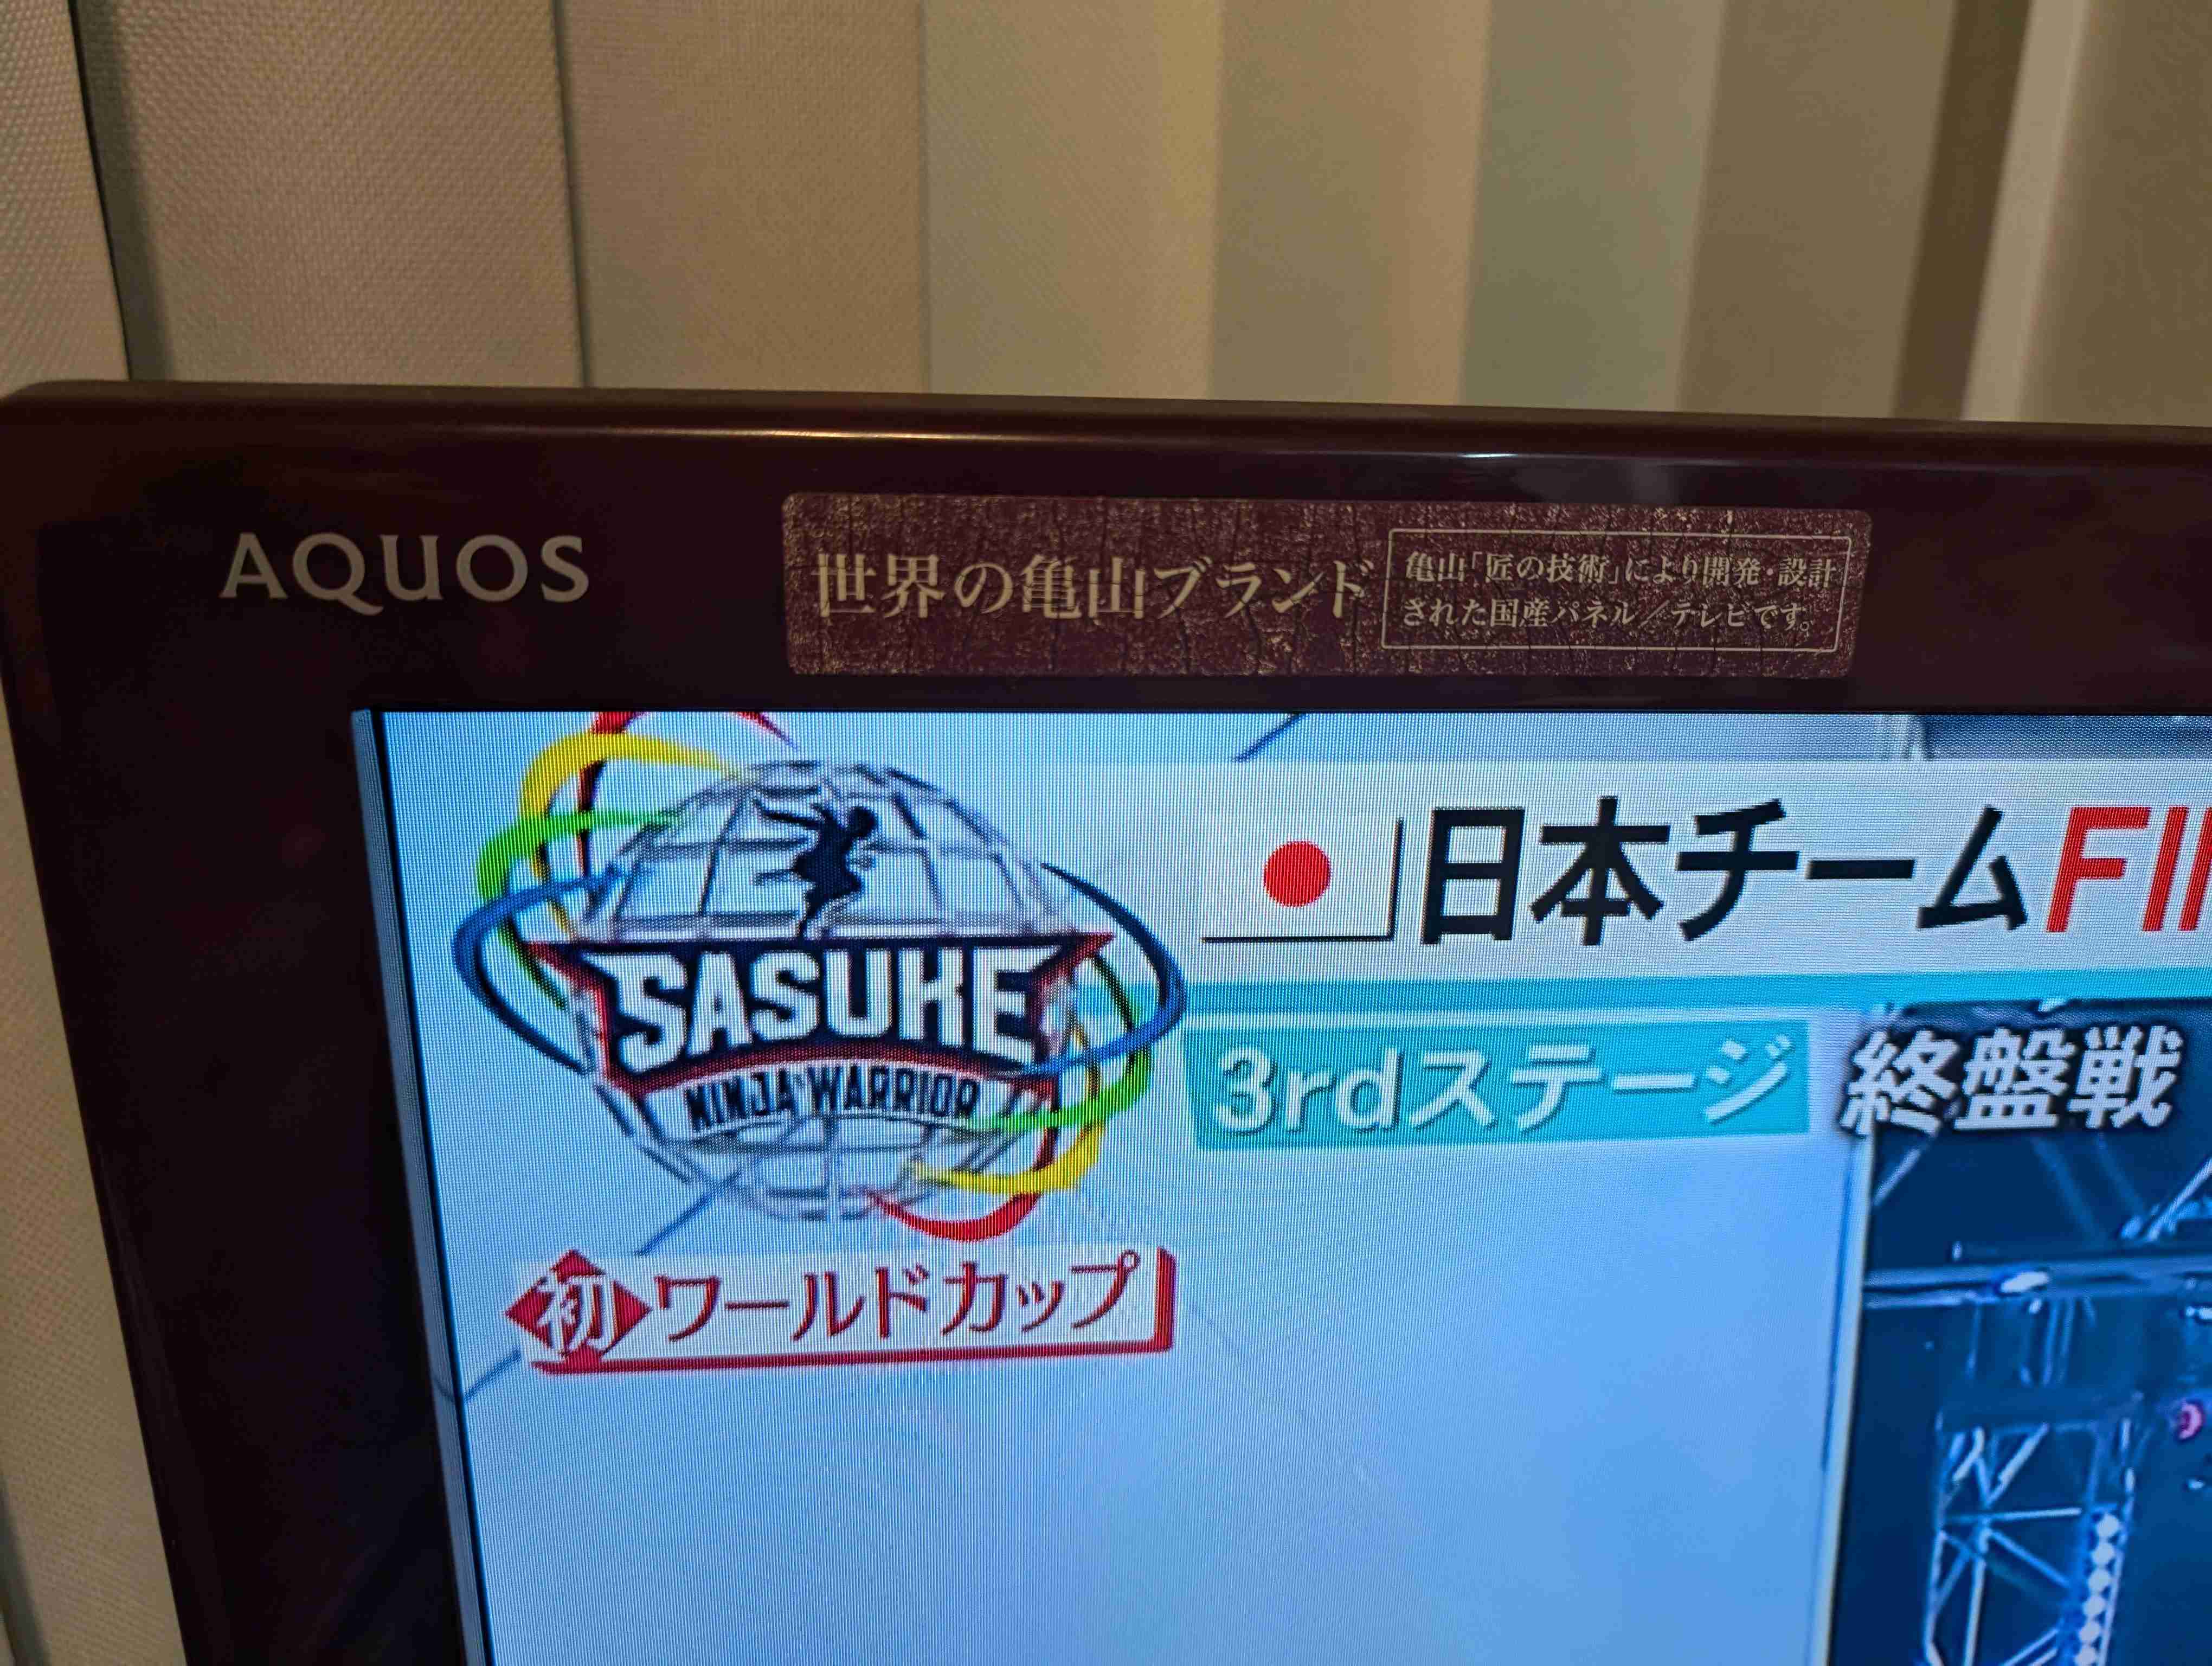 AQUOS
世界の亀山ブランド
亀山「匠の技術」により開発・設計
された国産パネル／テレビです。
日本チーム
SASUKE
NINJA WARRIOR
3rdステージ 終盤戦
初ワールドカップ